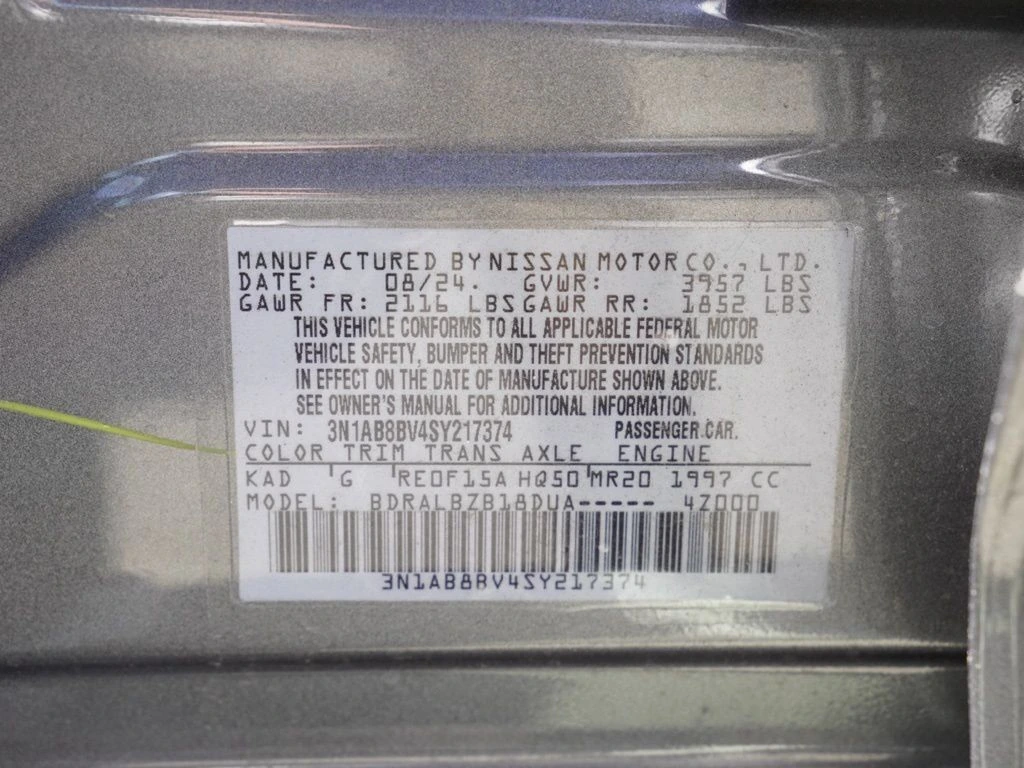 MANUFACTURED BY NISSAN MOTOR CO., LTD.
DATE: 08/24. GVWR: 3957 LBS
GAWR FR: 2116 LBS GAWR RR: 1852 LBS
THIS VEHICLE CONFORMS TO ALL APPLICABLE FEDERAL MOTOR
VEHICLE SAFETY, BUMPER AND THEFT PREVENTION STANDARDS
IN EFFECT ON THE DATE OF MANUFACTURE SHOWN ABOVE.
SEE OWNER'S MANUAL FOR ADDITIONAL INFORMATION.
VIN: 3N1AB8BV4SY217374 PASSENGER CAR.
COLOR TRIM TRANS AXLE ENGINE
KAD G RE0F15A HQ50 MR20 1997 CC
MODEL: BDRALBZB18DUA----- 4Z000
3N1AB8BV4SY217374